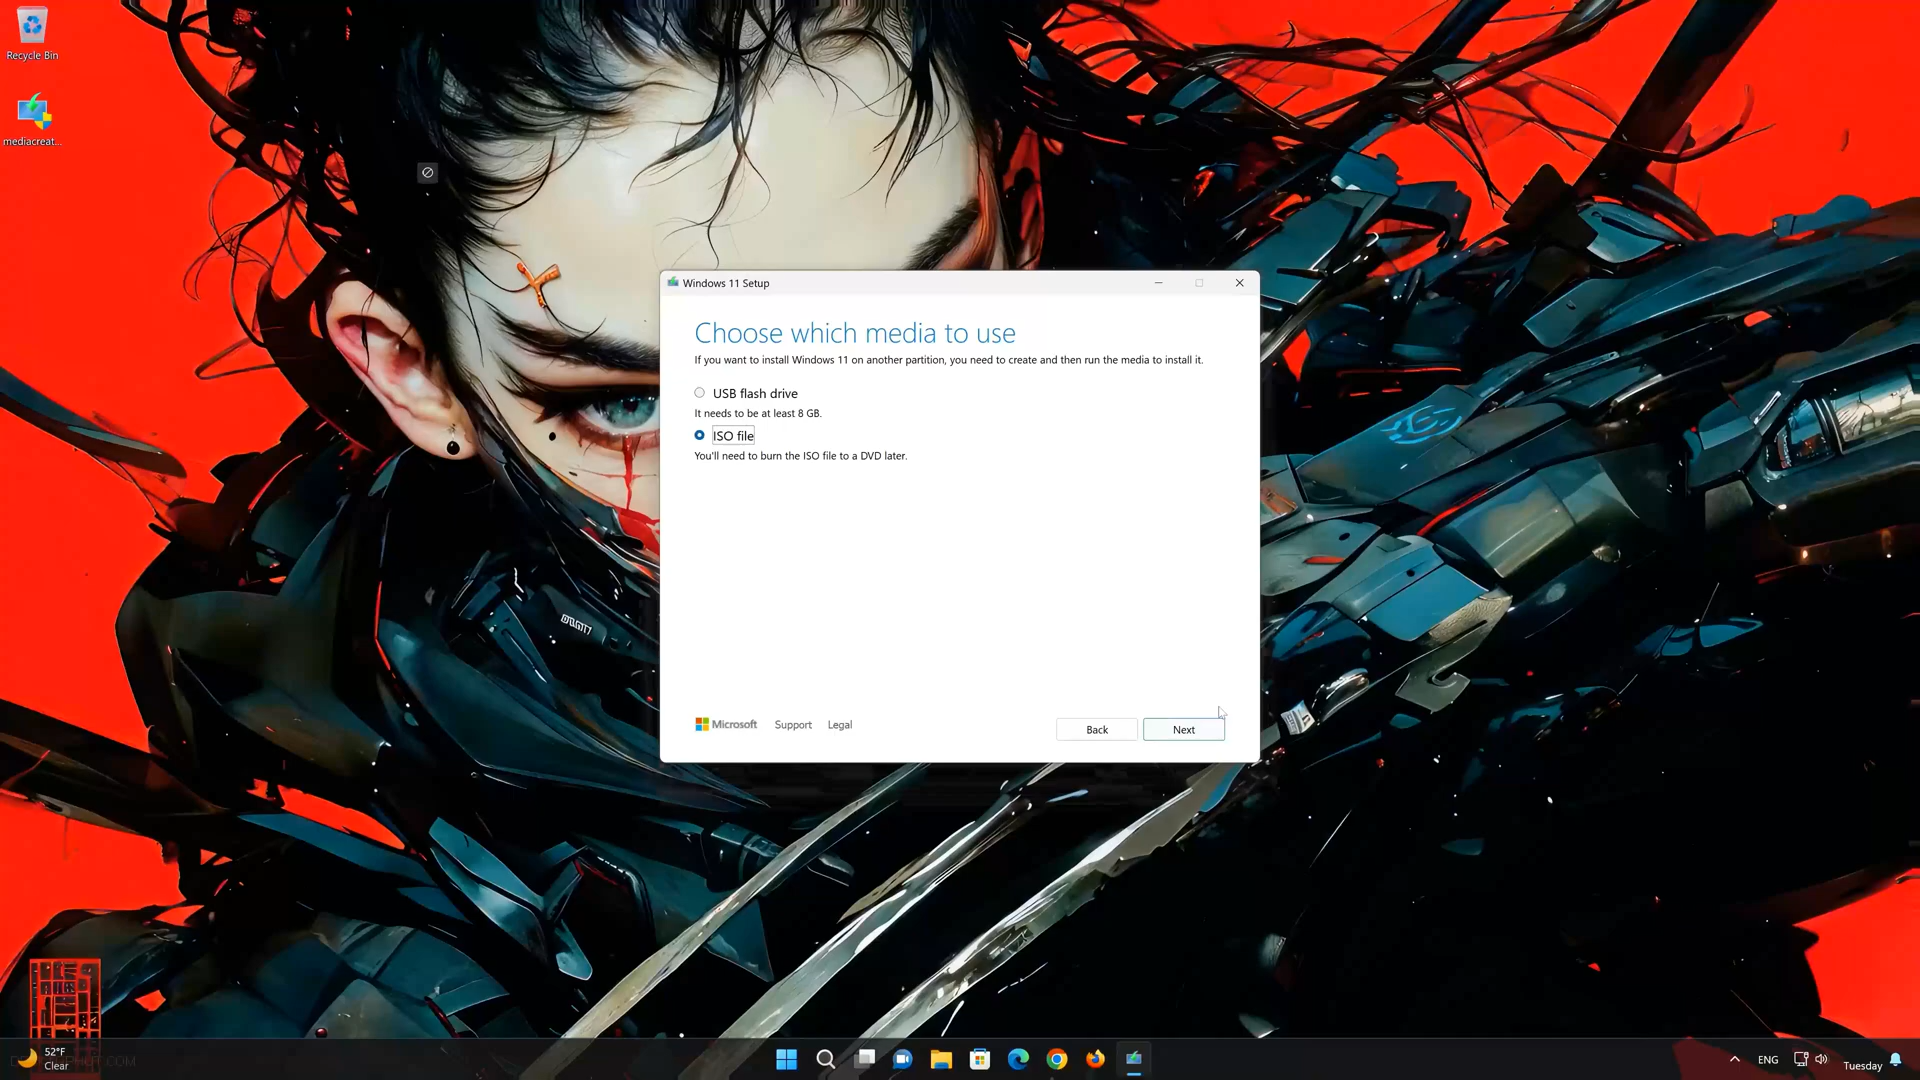 Recycle Bin
mediacreat...
Windows 11 Setup
Choose which media to use
If you want to install Windows 11 on another partition, you need to create and then run the media to install it.
USB flash drive
It needs to be at least 8 GB.
ISO file
You'll need to burn the ISO file to a DVD later.
Microsoft
Support
Legal
Back
Next
52°F
Clear
ENG
Tuesday